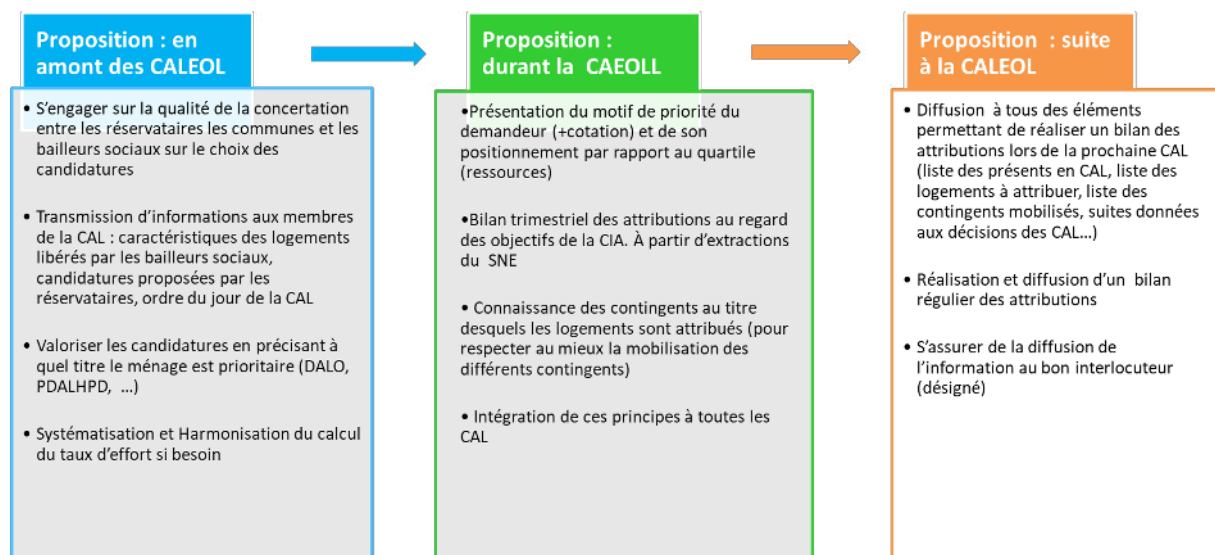 Proposition : en
amont des CALEOL
• S’engager sur la qualité de la concertation
entre les réservataires les communes et les
bailleurs sociaux sur le choix des
candidatures
• Transmission d’informations aux membres
de la CAL : caractéristiques des logements
libérés par les bailleurs sociaux,
candidatures proposées par les
réservataires, ordre du jour de la CAL
• Valoriser les candidatures en précisant à
quel titre le ménage est prioritaire (DALO,
PDALHPD, …)
• Systématisation et Harmonisation du calcul
du taux d’effort si besoin
Proposition :
durant la CAEOLL
•Présentation du motif de priorité du
demandeur (+cotation) et de son
positionnement par rapport au quartile
(ressources)
•Bilan trimestriel des attributions au regard
des objectifs de la CIA. À partir d’extractions
du SNE
• Connaissance des contingents au titre
desquels les logements sont attribués (pour
respecter au mieux la mobilisation des
différents contingents)
• Intégration de ces principes à toutes les
CAL
Proposition : suite
à la CALEOL
• Diffusion à tous des éléments
permettant de réaliser un bilan des
attributions lors de la prochaine CAL
(liste des présents en CAL, liste des
logements à attribuer, liste des
contingents mobilisés, suites données
aux décisions des CAL…)
• Réalisation et diffusion d’un bilan
régulier des attributions
• S’assurer de la diffusion de
l’information au bon interlocuteur
(désigné)